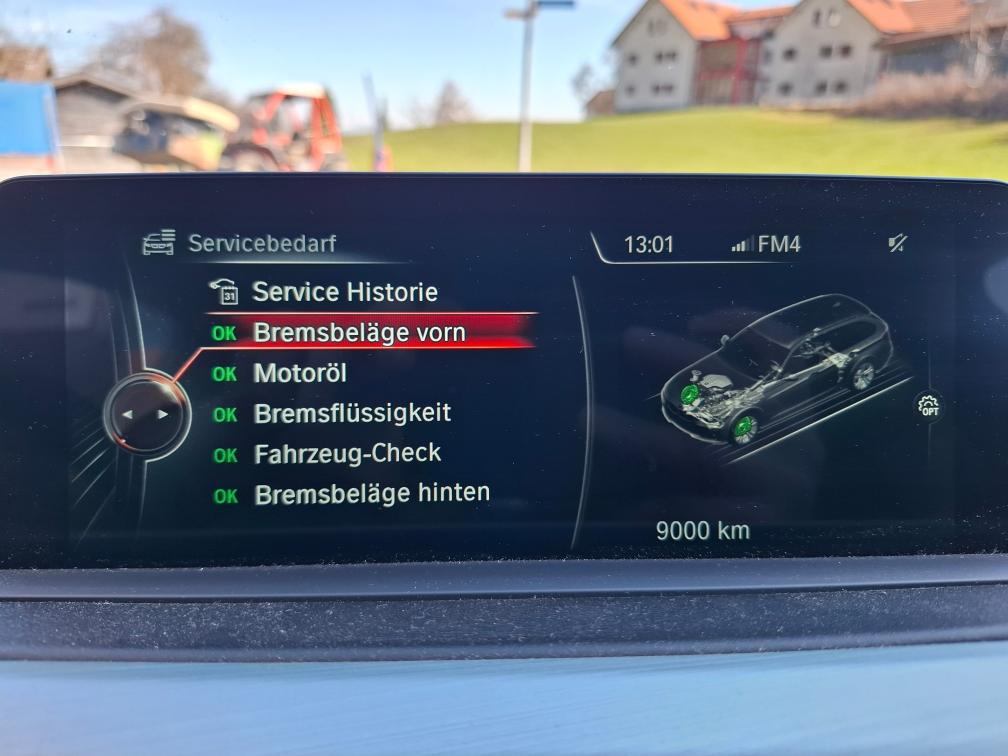 Servicebedarf
13:01 FM4
31 Service Historie
OK Bremsbeläge vorn
OK Motoröl
OK Bremsflüssigkeit
OK Fahrzeug-Check
OK Bremsbeläge hinten
OPT
9000 km